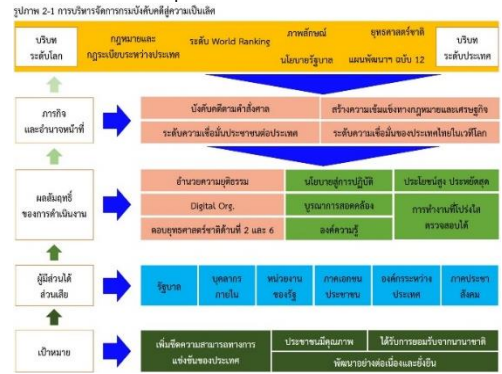 รูปภาพ 2-1 การบริหารจัดการกรมบังคับคดีสู่ความเป็นเลิศ
บริบท
ระดับโลก
กฎหมายและ
กฎระเบียบระหว่างประเทศ
ระดับ World Ranking
ภาพลักษณ์
ยุทธศาสตร์ชาติ
นโยบายรัฐบาล
แผนพัฒนาฯ ฉบับ 12
บริบท
ระดับประเทศ
ภารกิจ
และอำนาจหน้าที่
บังคับคดีตามคำสั่งศาล
สร้างความเข้มแข็งทางกฎหมายและเศรษฐกิจ
ระดับความเชื่อมั่นประชาชนต่อประเทศ
ระดับความเชื่อมั่นของประเทศไทยในเวทีโลก
ผลสัมฤทธิ์
ของการดำเนินงาน
อำนวยความยุติธรรม
นโยบายสู่การปฏิบัติ
ประโยชน์สูง ประหยัดสุด
Digital Org.
บูรณาการสอดคล้อง
การทำงานที่โปร่งใส
ตรวจสอบได้
ตอบยุทธศาสตร์ชาติด้านที่ 2 และ 6
องค์ความรู้
ผู้มีส่วนได้
ส่วนเสีย
รัฐบาล
บุคลากร
ภายใน
หน่วยงาน
ของรัฐ
ภาคเอกชน
ประชาชน
องค์กรระหว่าง
ประเทศ
ภาคประชา
สังคม
เป้าหมาย
เพิ่มขีดความสามารถทางการ
แข่งขันของประเทศ
ประชาชนมีคุณภาพ
ได้รับการยอมรับจากนานาชาติ
พัฒนาอย่างต่อเนื่องและยั่งยืน